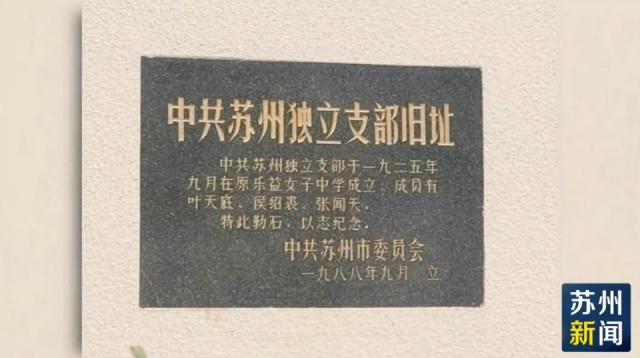 中共苏州独立支部旧址
中共苏州独立支部于一九二五年
九月在原乐益女子中学成立、成员有
叶天底、侯绍裘、张闻天.
特此勒石、以志纪念.
中共苏州市委员会
一九八八年九月 立
苏州
新闻